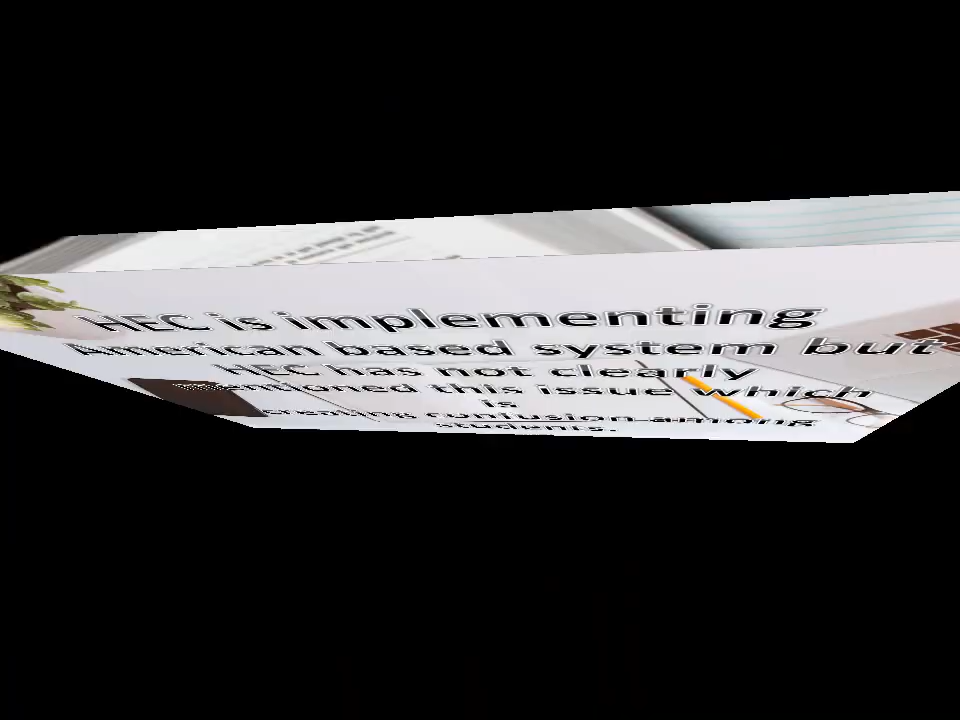 HEC is implementing
American based system but
HEC has not clearly
mentioned this issue which
is
creating confusion among
students.